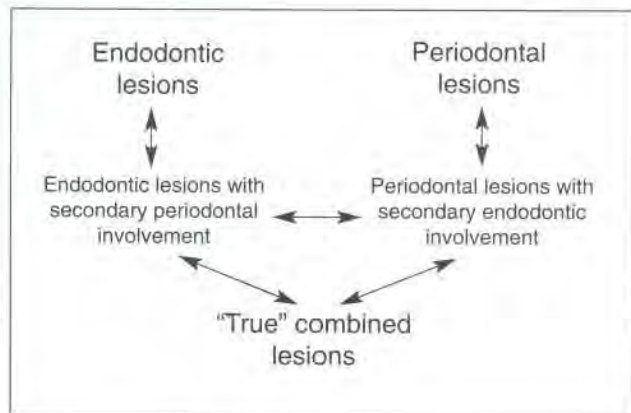 Endodontic
lesions
Periodontal
lesions
Endodontic lesions with
secondary periodontal
involvement
Periodontal lesions with
secondary endodontic
involvement
"True" combined
lesions